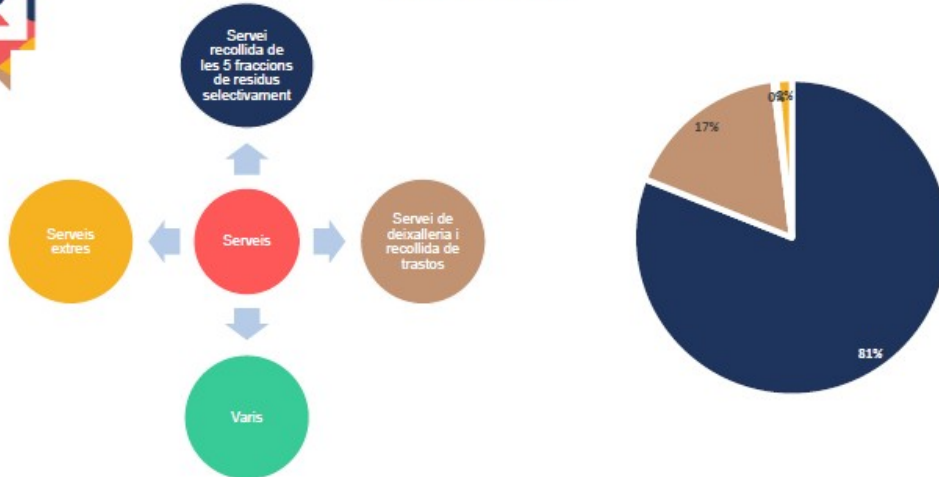 Servei
recollida de
les 5 fraccions
de residus
selectivament
Serveis
extres
Serveis
Servei de
deixalleria i
recollida de
trastos
Varis
17%
0%
81%